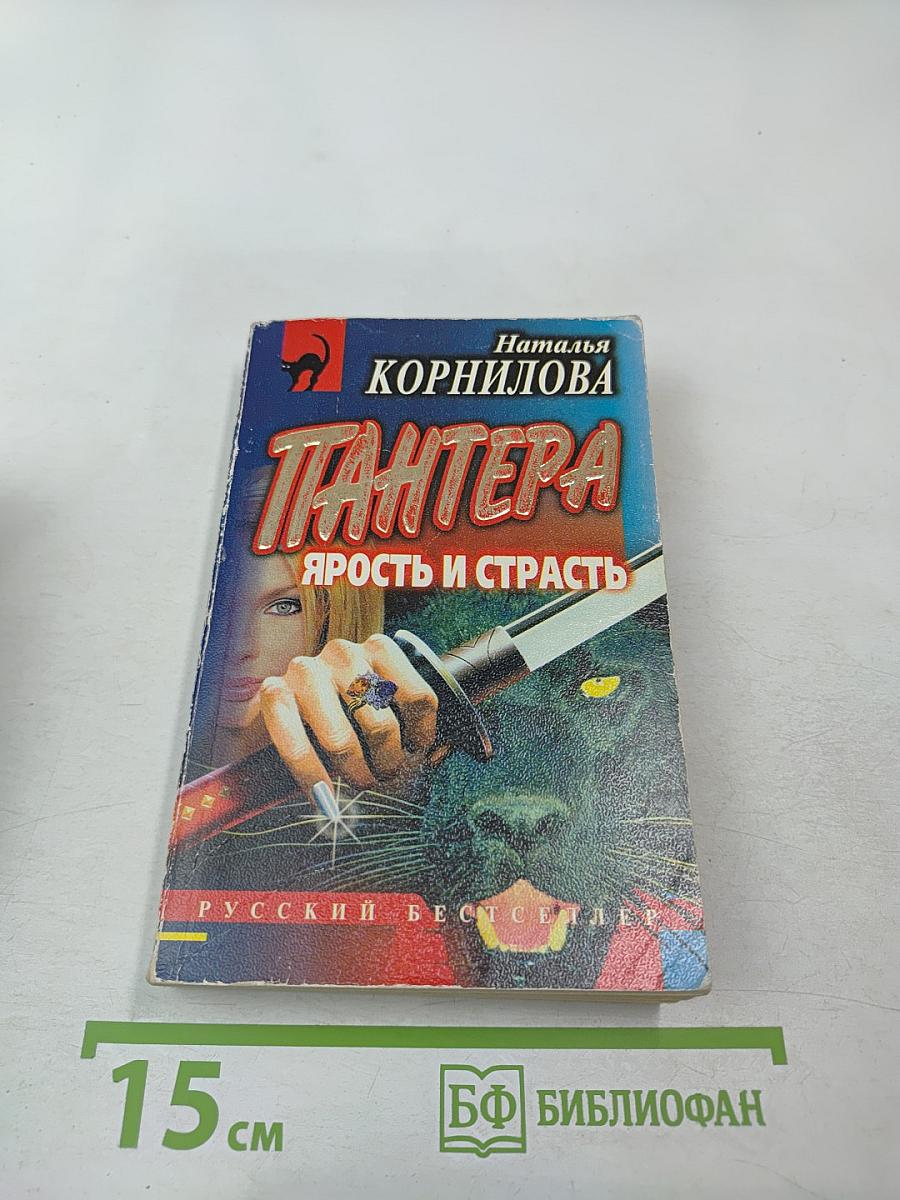 Наталья
КОРНИЛОВА
ПАНТЕРА
ЯРОСТЬ И СТРАСТЬ
РУССКИЙ БЕСТСЕЛЛЕР
15 см
БФ БИБЛИОФАН